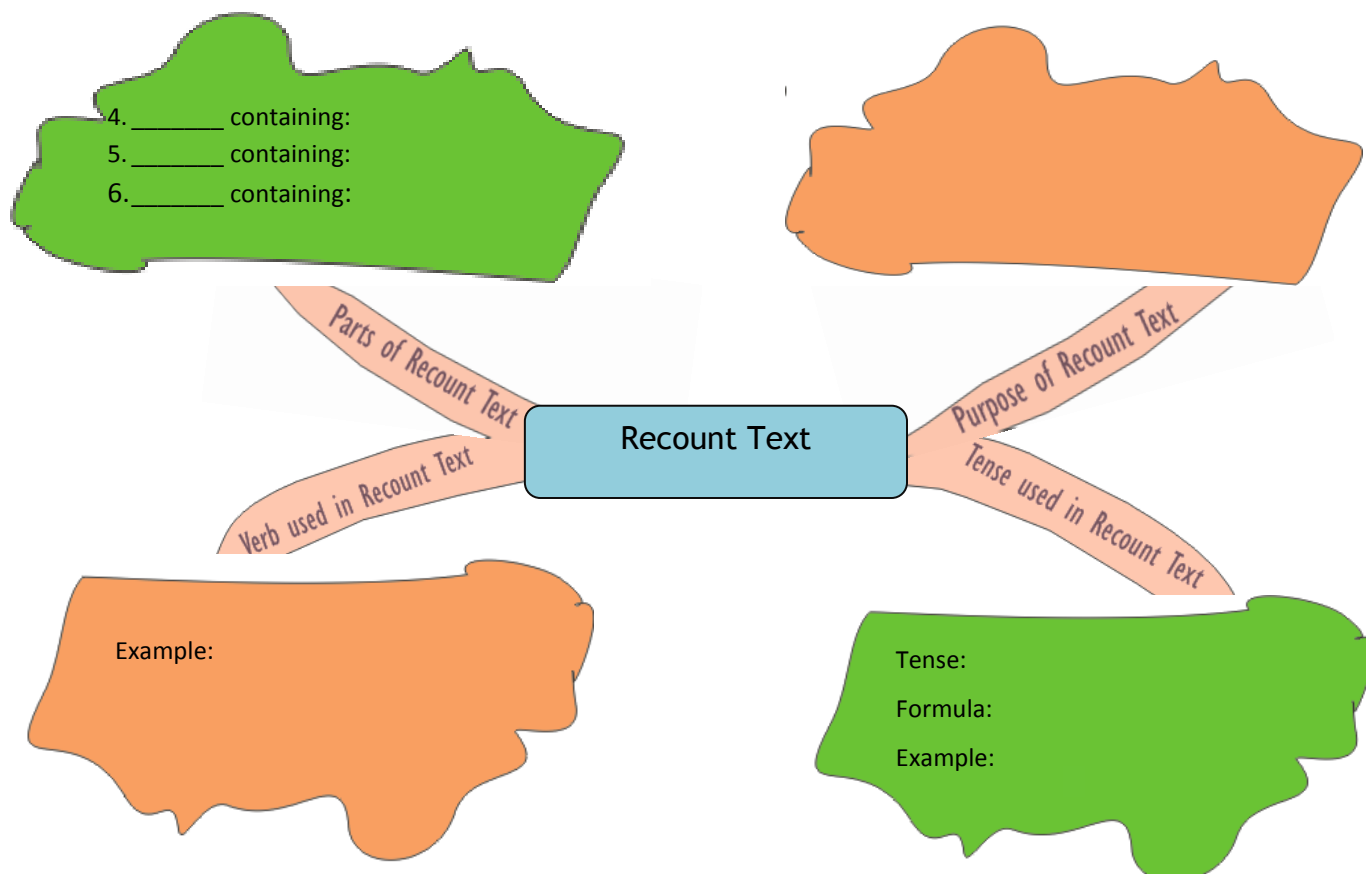 4. _______ containing:
5. _______ containing:
6. _______ containing:
Parts of Recount Text
Purpose of Recount Text
Recount Text
Verb used in Recount Text
Tense used in Recount Text
Example:
Tense:
Formula:
Example: